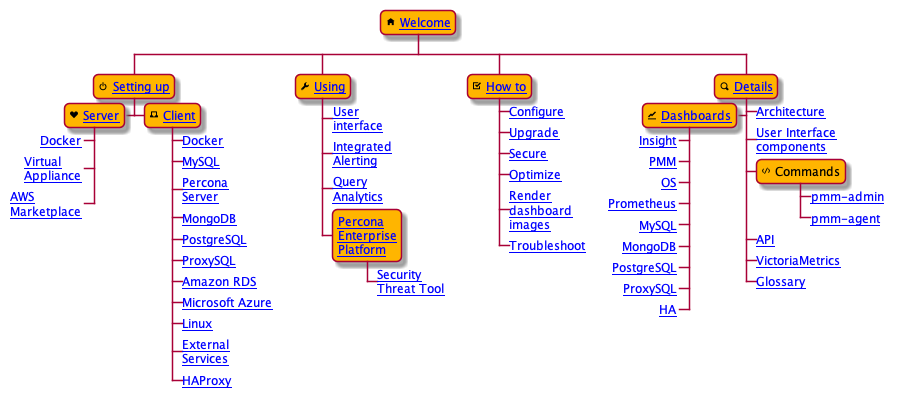 Welcome
Setting up
Server
Docker
Virtual
Appliance
AWS
Marketplace
Client
Docker
MySQL
Percona
Server
MongoDB
PostgreSQL
ProxySQL
Amazon RDS
Microsoft Azure
Linux
External
Services
HAProxy
Using
User
interface
Integrated
Alerting
Query
Analytics
Percona
Enterprise
Platform
Security
Threat Tool
How to
Configure
Upgrade
Secure
Optimize
Render
dashboard
images
Troubleshoot
Details
Dashboards
Insight
PMM
OS
Prometheus
MySQL
MongoDB
PostgreSQL
ProxySQL
HA
Architecture
User Interface
components
Commands
pmm-admin
pmm-agent
API
VictoriaMetrics
Glossary